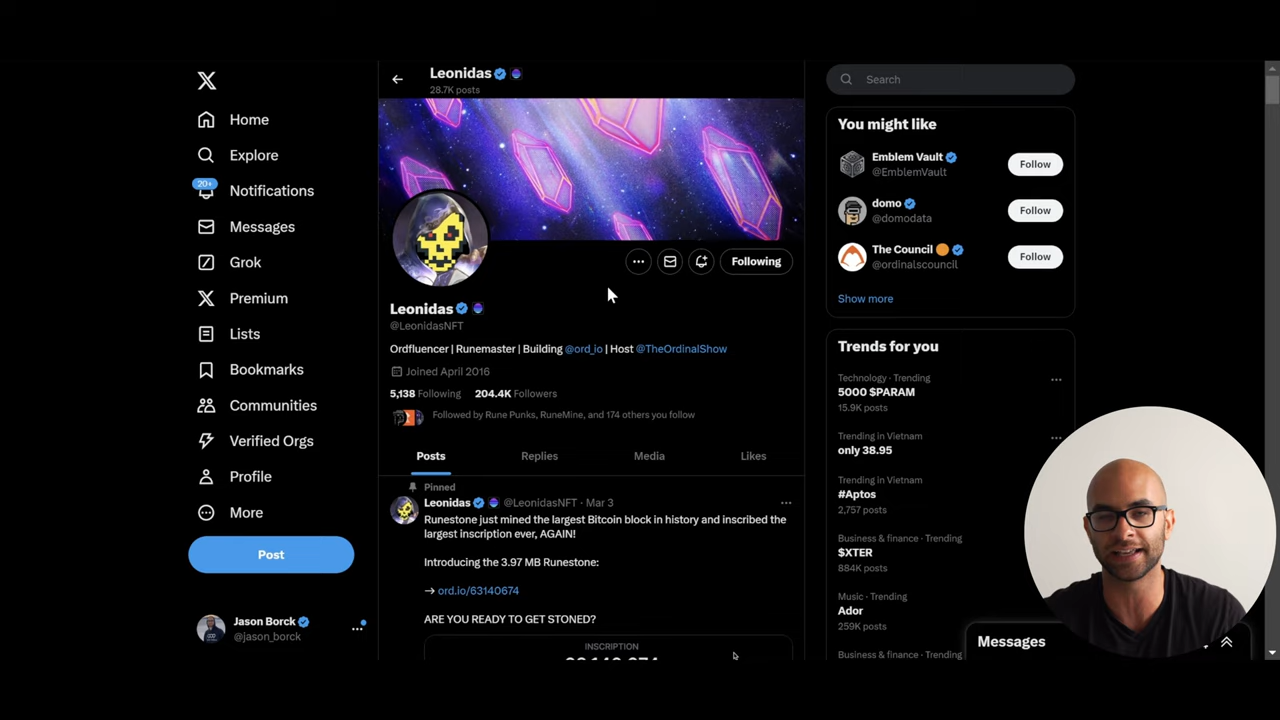 Home
Explore
20+
Notifications
Messages
Grok
Premium
Lists
Bookmarks
Communities
Verified Orgs
Profile
More
Post
Jason Borck
@jason_borck
Leonidas
28.7K posts
Following
Leonidas
@LeonidasNFT
Ordfluencer | Runemaster | Building @ord_io | Host @TheOrdinalShow
Joined April 2016
5,138 Following 204.4K Followers
Followed by Rune Punks, RuneMine, and 174 others you follow
Posts Replies Media Likes
Pinned
Leonidas @LeonidasNFT · Mar 3
Runestone just mined the largest Bitcoin block in history and inscribed the
largest inscription ever, AGAIN!
Introducing the 3.97 MB Runestone:
→ ord.io/63140674
ARE YOU READY TO GET STONED?
INSCRIPTION
Search
You might like
Emblem Vault
@EmblemVault
Follow
domo
@domodata
Follow
The Council
@ordinalscouncil
Follow
Show more
Trends for you
Technology · Trending
5000 $PARAM
15.9K posts
Trending in Vietnam
only 38.95
Trending in Vietnam
#Aptos
2,757 posts
Business & finance · Trending
$XTER
884K posts
Music · Trending
Ador
259K posts
Business & finance · Trending
Messages